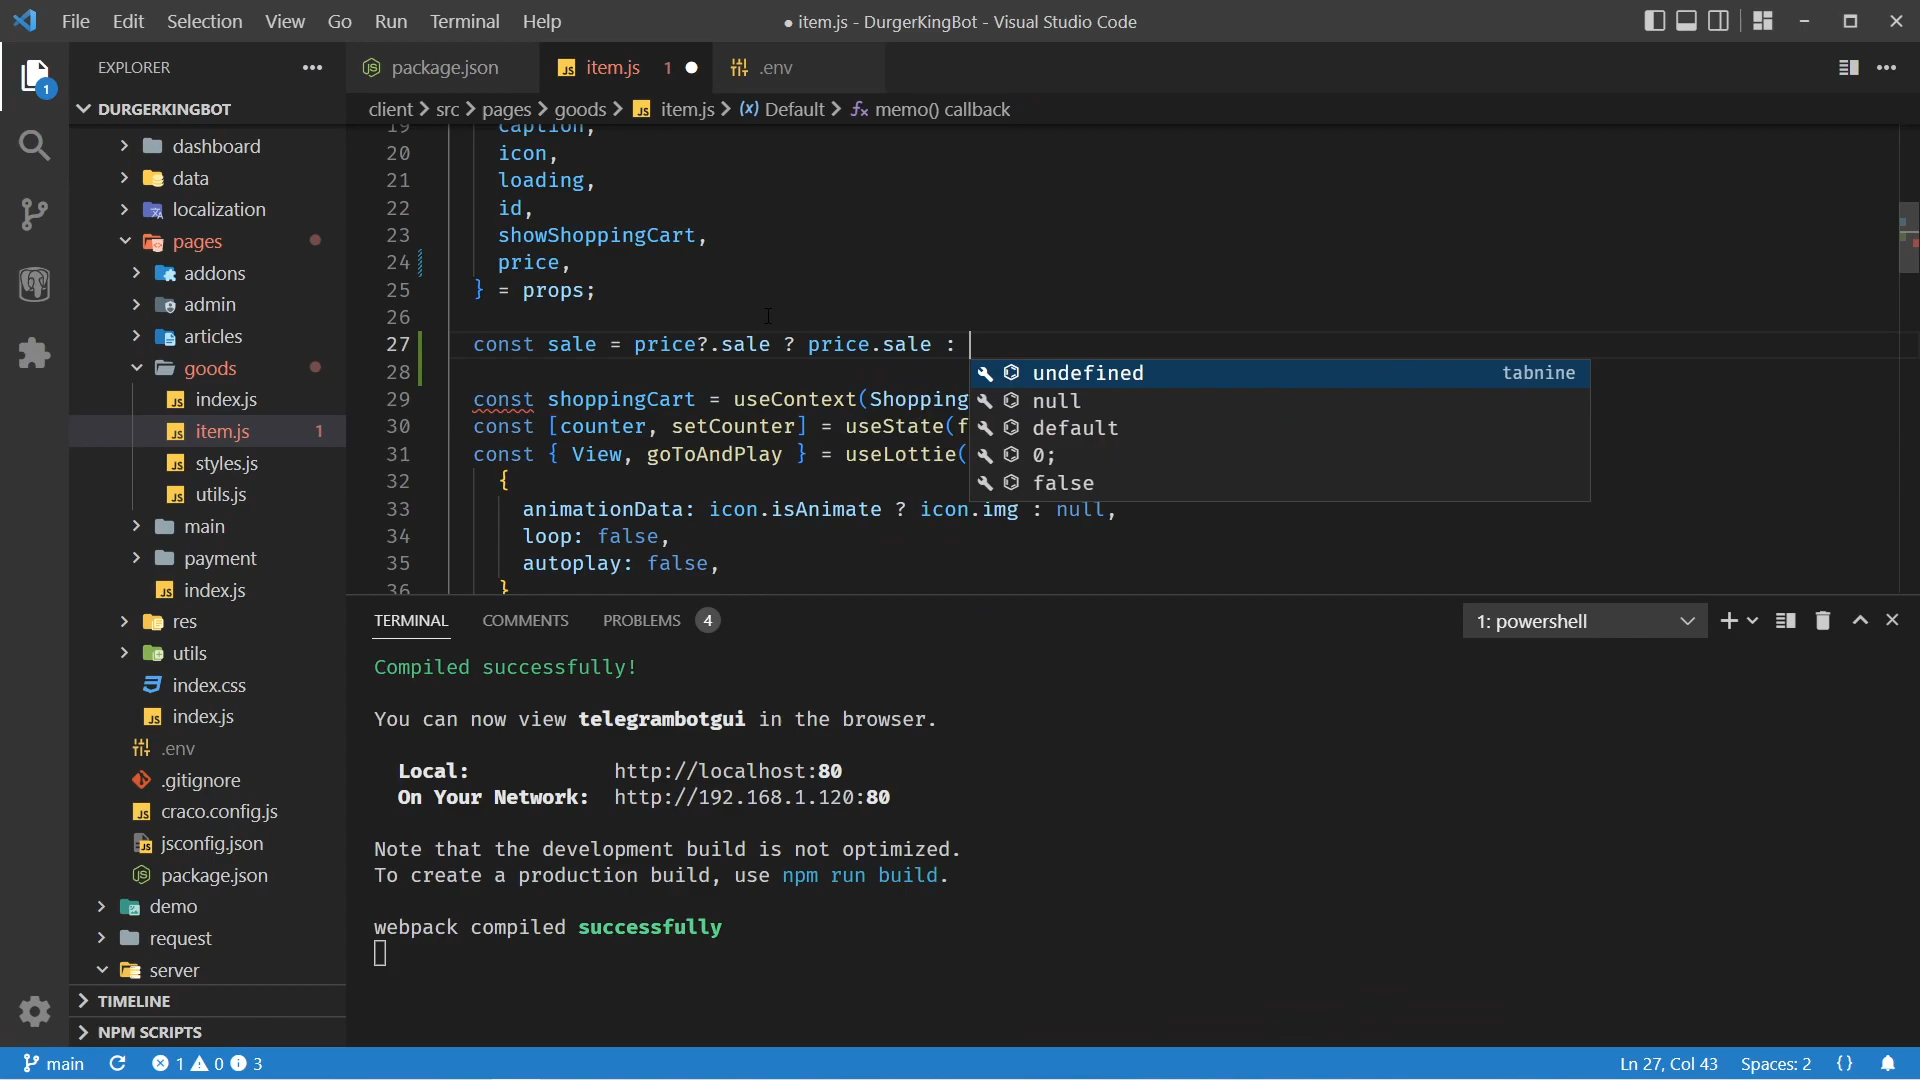 File Edit Selection View Go Run Terminal Help
● item.js - DurgerKingBot - Visual Studio Code
1
EXPLORER
DURGERKINGBOT
dashboard
data
localization
pages
addons
admin
articles
goods
index.js
item.js 1
styles.js
utils.js
main
payment
index.js
res
utils
index.css
index.js
.env
.gitignore
craco.config.js
jsconfig.json
package.json
demo
request
server
TIMELINE
NPM SCRIPTS
package.json
item.js 1
.env
client > src > pages > goods > item.js > Default > memo() callback
19 caption,
20 icon,
21 loading,
22 id,
23 showShoppingCart,
24 price,
25 } = props;
26
27 const sale = price?.sale ? price.sale :
28
29 const shoppingCart = useContext(Shopping
30 const [counter, setCounter] = useState(f
31 const { View, goToAndPlay } = useLottie(
32 {
33 animationData: icon.isAnimate ? icon.img : null,
34 loop: false,
35 autoplay: false,
36 }
undefined tabnine
null
default
0;
false
TERMINAL COMMENTS PROBLEMS 4
1: powershell
Compiled successfully!
You can now view telegrambotgui in the browser.
Local: http://localhost:80
On Your Network: http://192.168.1.120:80
Note that the development build is not optimized.
To create a production build, use npm run build.
webpack compiled successfully
main 1 0 3
Ln 27, Col 43 Spaces: 2 {}